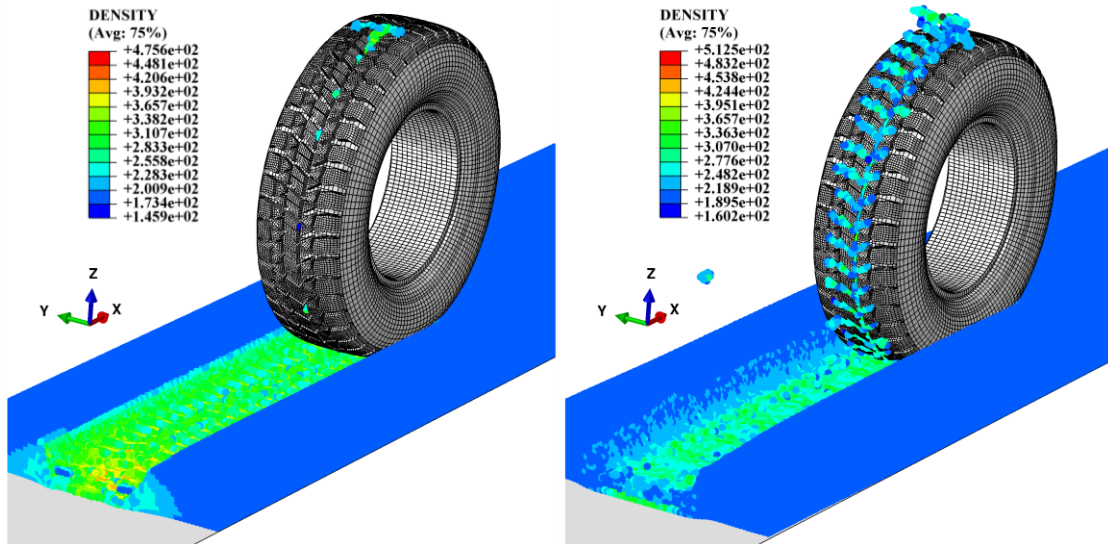 DENSITY
(Avg: 75%)
+4.756e+02
+4.481e+02
+4.206e+02
+3.932e+02
+3.657e+02
+3.382e+02
+3.107e+02
+2.833e+02
+2.558e+02
+2.283e+02
+2.009e+02
+1.734e+02
+1.459e+02
Z
Y
X
DENSITY
(Avg: 75%)
+5.125e+02
+4.832e+02
+4.538e+02
+4.244e+02
+3.951e+02
+3.657e+02
+3.363e+02
+3.070e+02
+2.776e+02
+2.482e+02
+2.189e+02
+1.895e+02
+1.602e+02
Z
Y
X